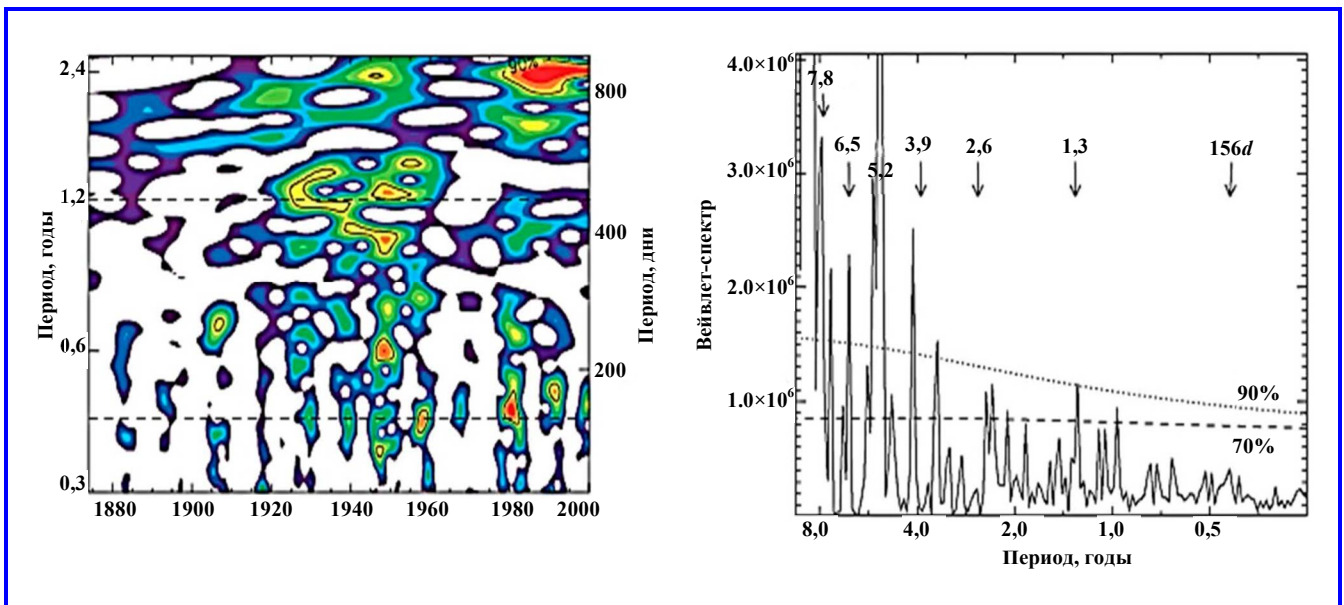 90%
2,4
1,2
0,6
0,3
Период, годы
800
400
200
Период, дни
1880 1900 1920 1940 1960 1980 2000
4.0×10⁶
3.0×10⁶
2.0×10⁶
1.0×10⁶
Вейвлет-спектр
7,8
6,5
5,2
3,9
2,6
1,3
156d
90%
70%
8,0 4,0 2,0 1,0 0,5
Период, годы